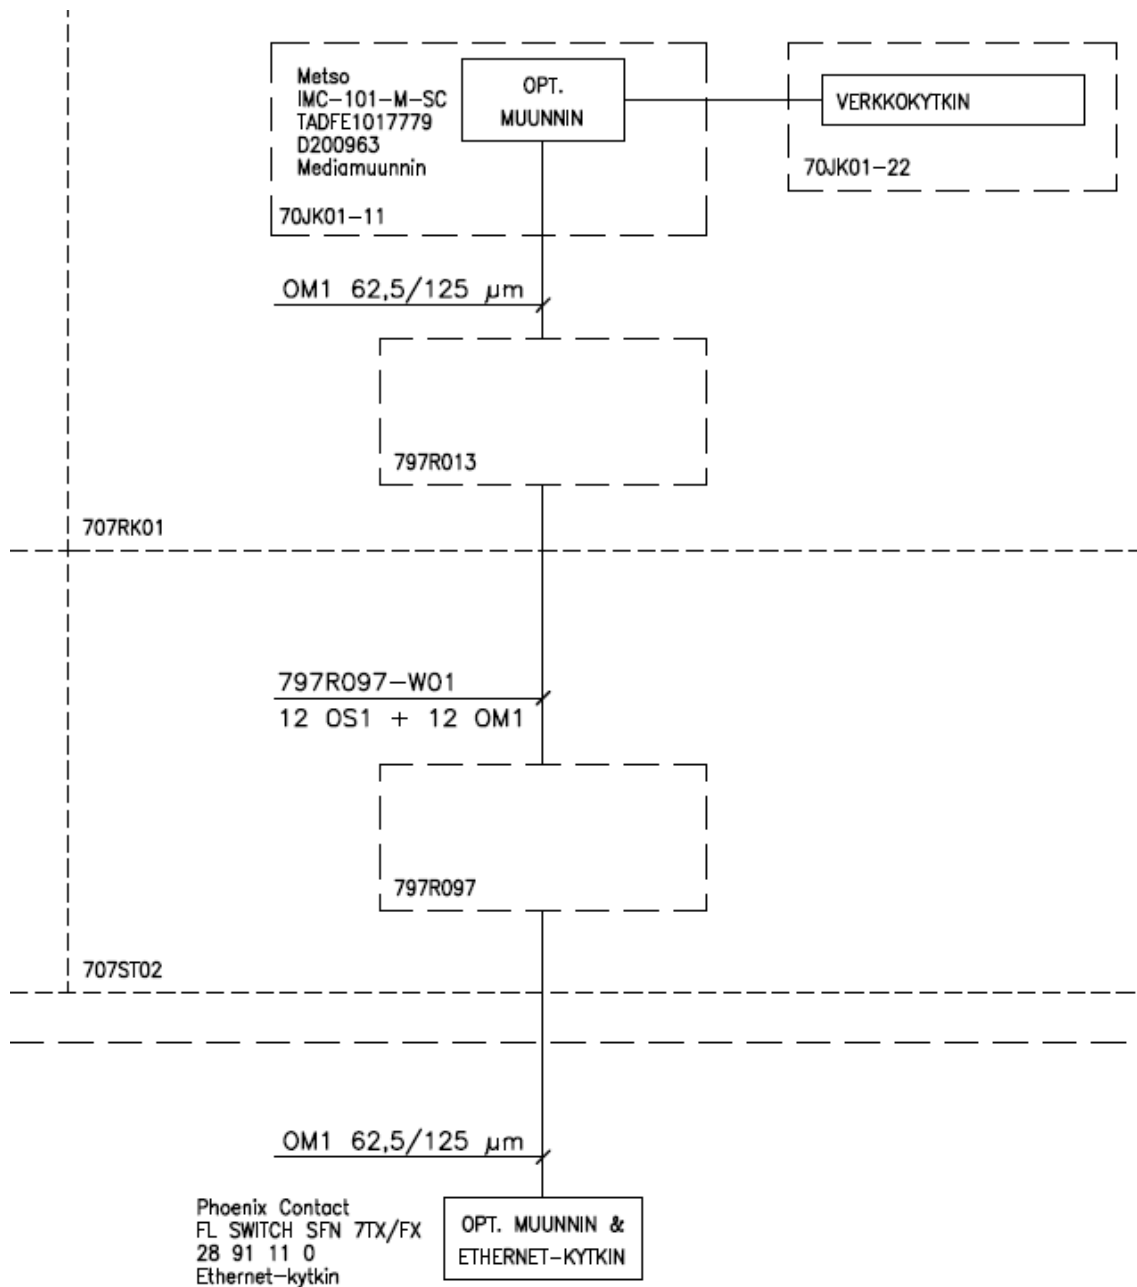 Metso
IMC-101-M-SC
TADFE1017779
D200963
Mediamuunnin
OPT.
MUUNNIN
VERKKOKYTKIN
70JK01-22
70JK01-11
OM1 62,5/125 µm
797R013
707RK01
797R097-W01
12 OS1 + 12 OM1
797R097
707ST02
OM1 62,5/125 µm
Phoenix Contact
FL SWITCH SFN 7TX/FX
28 91 11 0
Ethernet-kytkin
OPT. MUUNNIN &
ETHERNET-KYTKIN